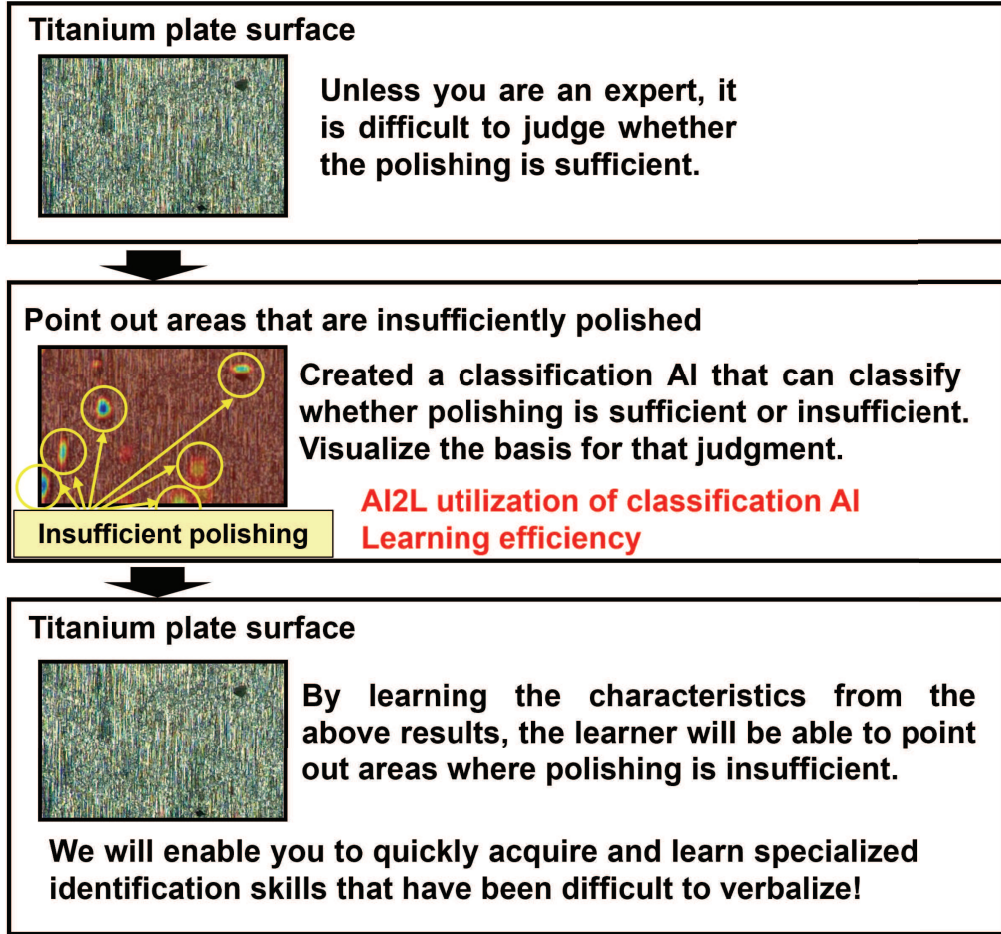 Titanium plate surface
Unless you are an expert, it
is difficult to judge whether
the polishing is sufficient.
Point out areas that are insufficiently polished
Created a classification AI that can classify
whether polishing is sufficient or insufficient.
Visualize the basis for that judgment.
Insufficient polishing
AI2L utilization of classification AI
Learning efficiency
Titanium plate surface
By learning the characteristics from the
above results, the learner will be able to point
out areas where polishing is insufficient.
We will enable you to quickly acquire and learn specialized
identification skills that have been difficult to verbalize!